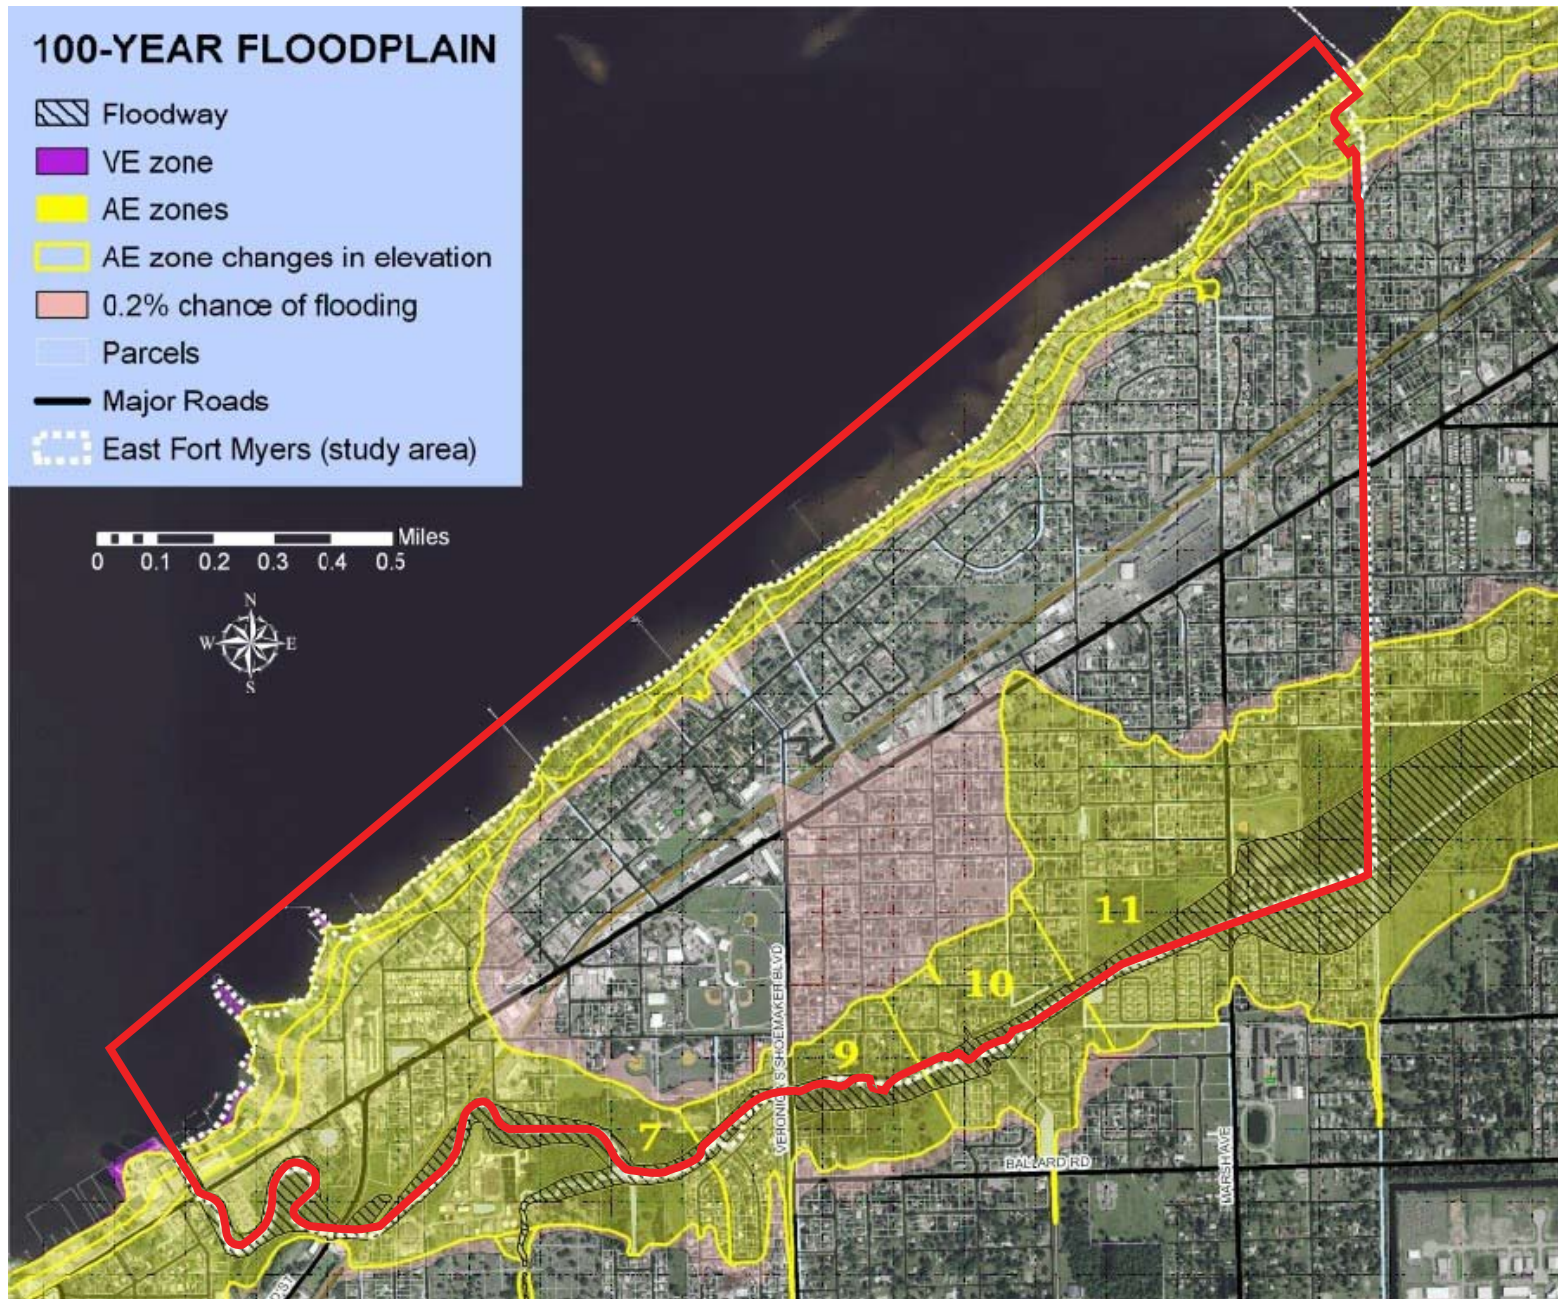 100-YEAR FLOODPLAIN
Floodway
VE zone
AE zones
AE zone changes in elevation
0.2% chance of flooding
Parcels
Major Roads
East Fort Myers (study area)
Miles
0 0.1 0.2 0.3 0.4 0.5
N
W E
S
11
10
9
7
VERONICA S SHOEMAKER BLVD
BALLARD RD
MARSH AVE